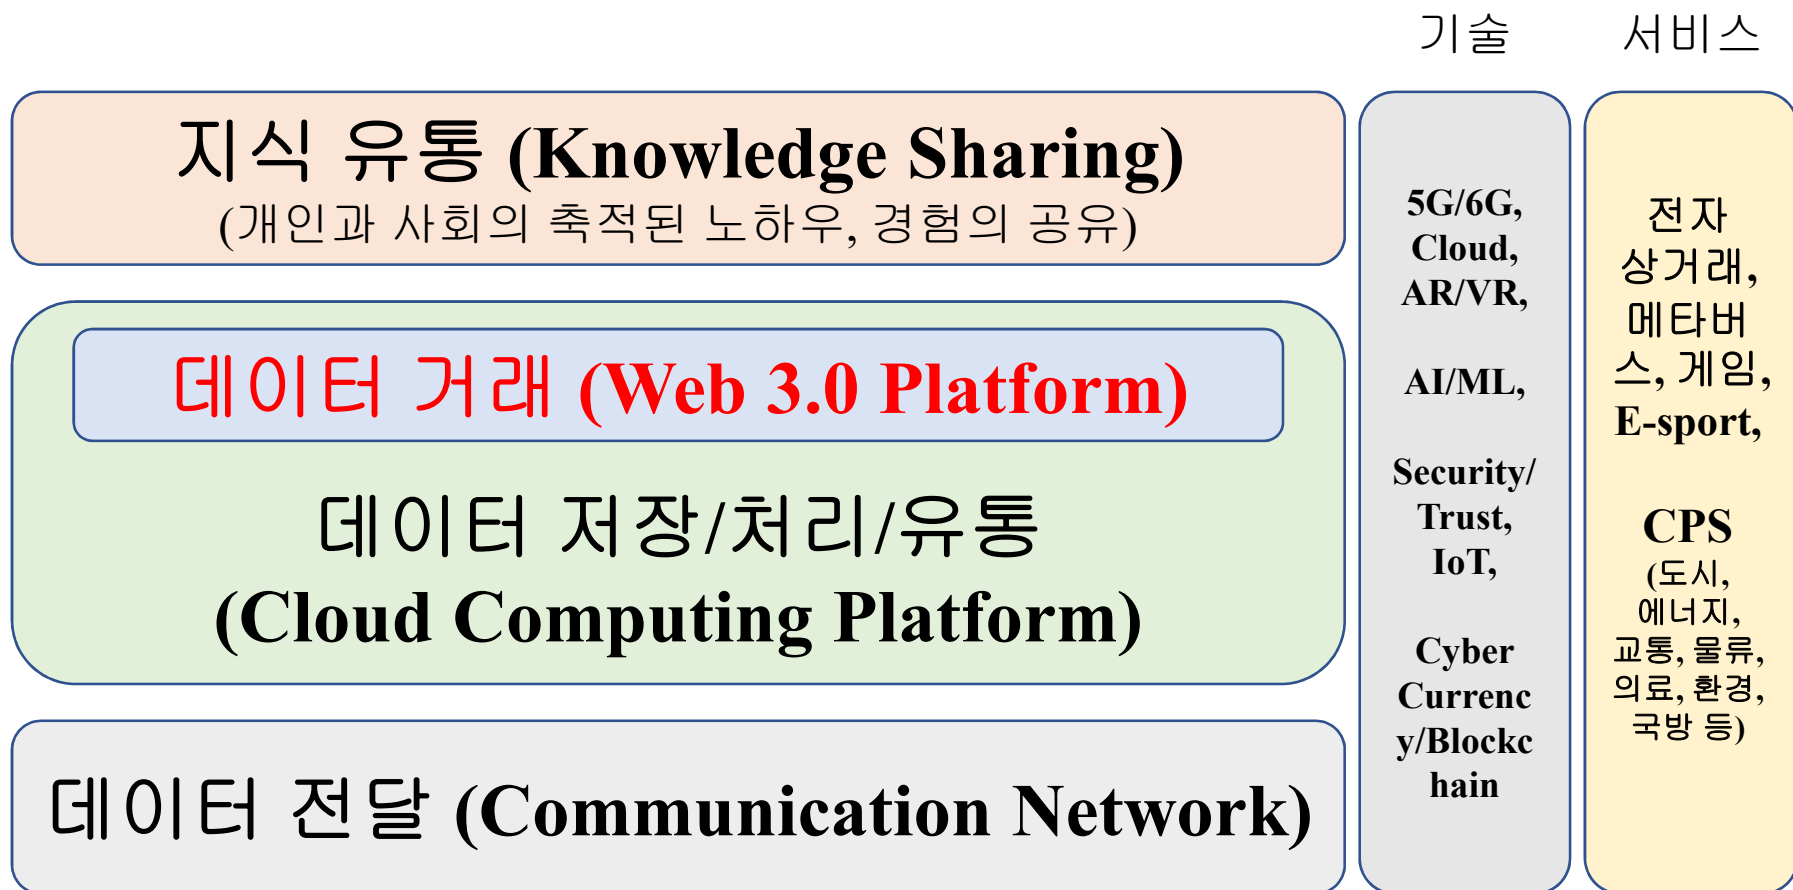 기술
서비스
지식 유통 (Knowledge Sharing)
(개인과 사회의 축적된 노하우, 경험의 공유)
데이터 거래 (Web 3.0 Platform)
데이터 저장/처리/유통
(Cloud Computing Platform)
데이터 전달 (Communication Network)
5G/6G,
Cloud,
AR/VR,
AI/ML,
Security/
Trust,
IoT,
Cyber
Currenc
y/Blockc
hain
전자
상거래,
메타버
스, 게임,
E-sport,
CPS
(도시,
에너지,
교통, 물류,
의료, 환경,
국방 등)